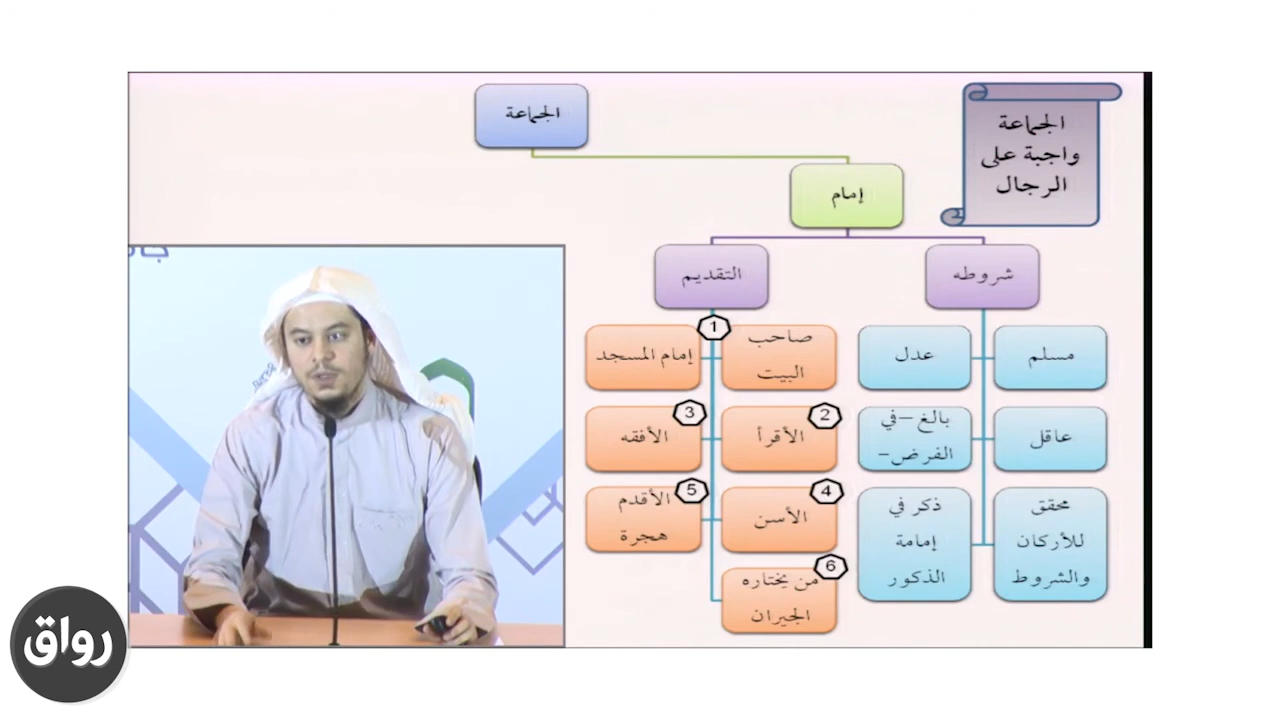 الجماعة
الجماعة
واجبة على
الرجال
إمام
شروطه
التقديم
مسلم
عدل
عاقل
بالغ –في
الفرض–
محقق
للأركان
والشروط
ذكر في
إمامة
الذكور
1
صاحب
البيت
إمام المسجد
2
الأقرأ
3
الأفقه
4
الأسن
5
الأقدم
هجرة
6
من يختاره
الجيران
رواق